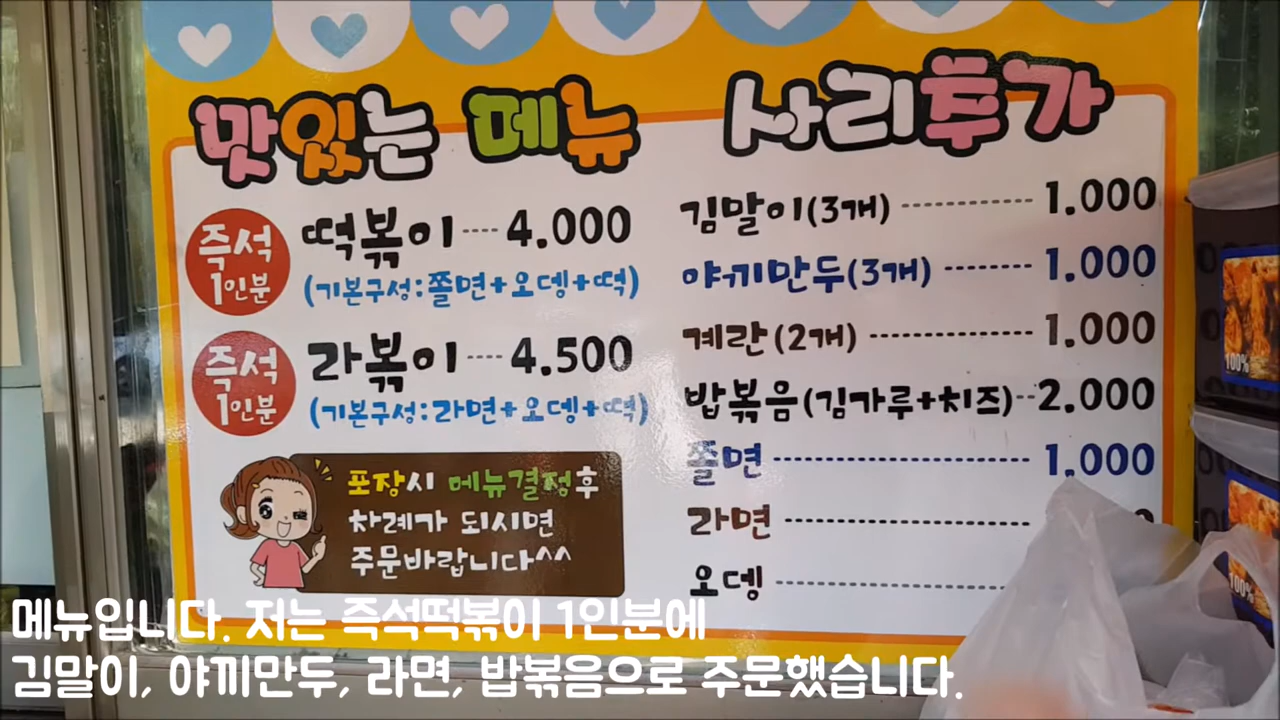 맛있는 메뉴
즉석 1인분
떡볶이 ---- 4.000
(기본구성:쫄면+오뎅+떡)
즉석 1인분
라볶이 ---- 4.500
(기본구성:라면+오뎅+떡)
포장시 메뉴결정후
차례가 되시면
주문바랍니다^^
사리추가
김말이(3개) ---------- 1.000
야끼만두(3개) -------- 1.000
계란(2개) -------------- 1.000
밥볶음(김가루+치즈)--2.000
쫄면 ---------------------- 1.000
라면 --------------------
오뎅 --------------------
100%
100%
메뉴입니다. 저는 즉석떡볶이 1인분에
김말이, 야끼만두, 라면, 밥볶음으로 주문했습니다.